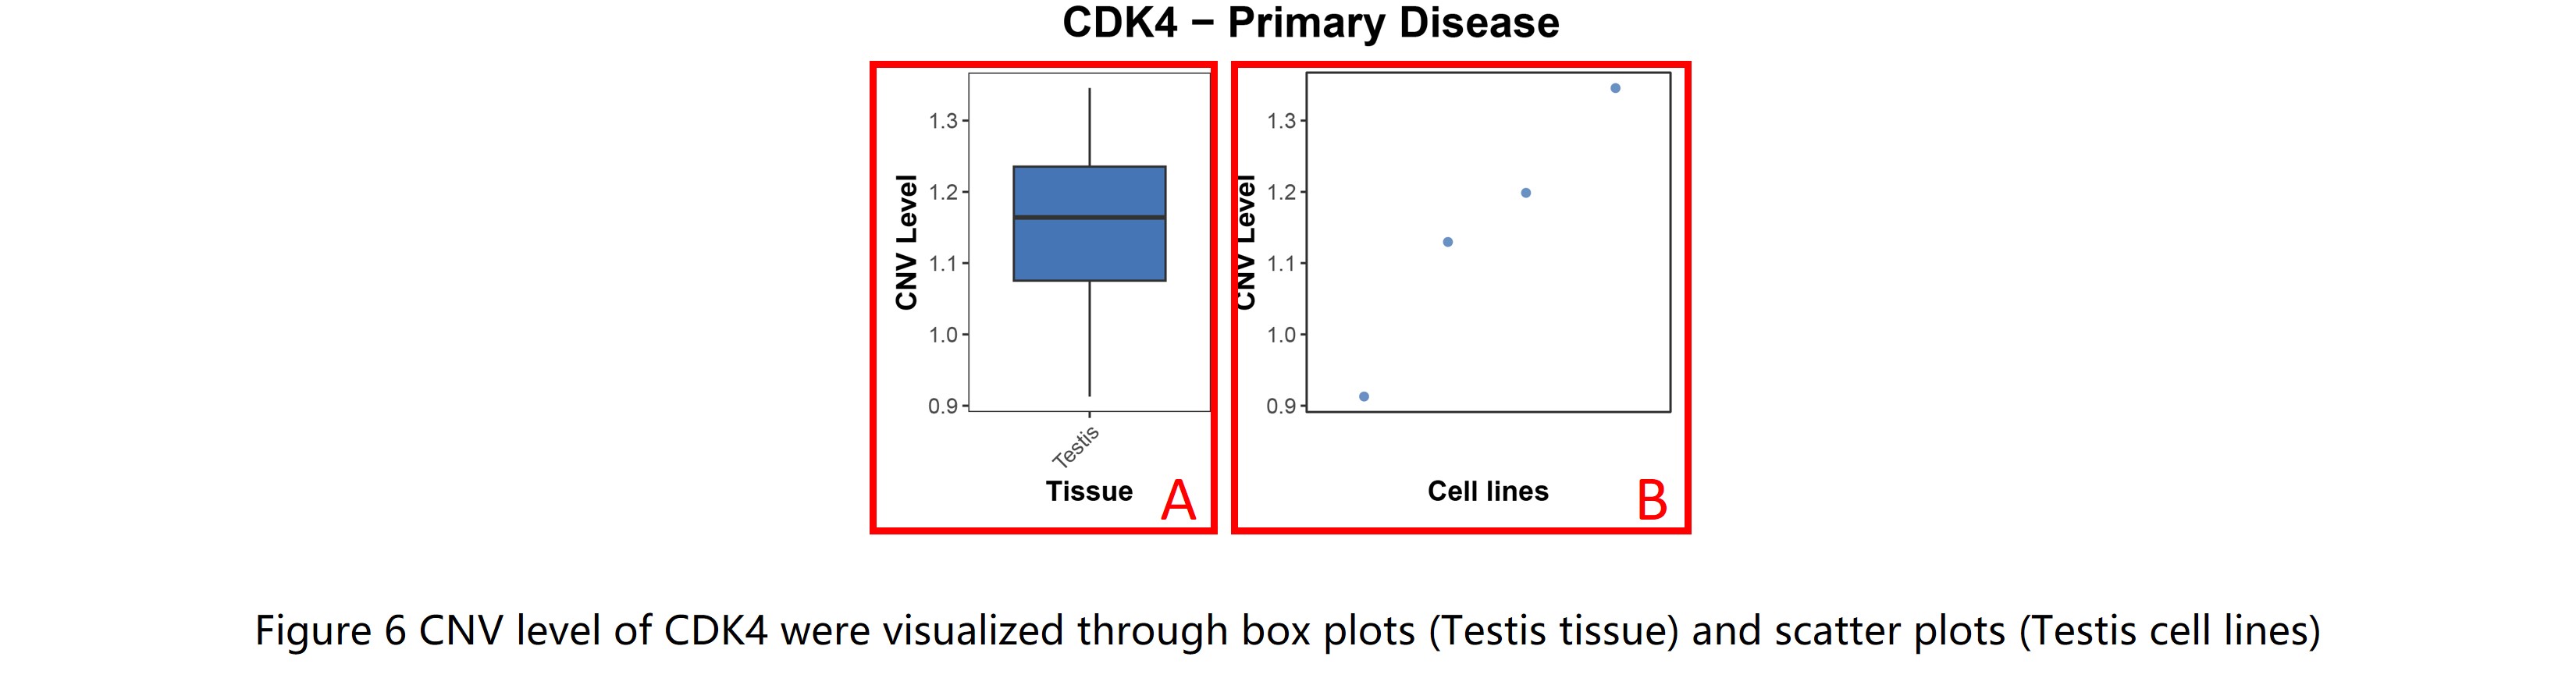 CDK4 − Primary Disease
CNV Level
1.3
1.2
1.1
1.0
0.9
Testis
Tissue
A
CNV Level
1.3
1.2
1.1
1.0
0.9
Cell lines
B
Figure 6 CNV level of CDK4 were visualized through box plots (Testis tissue) and scatter plots (Testis cell lines)